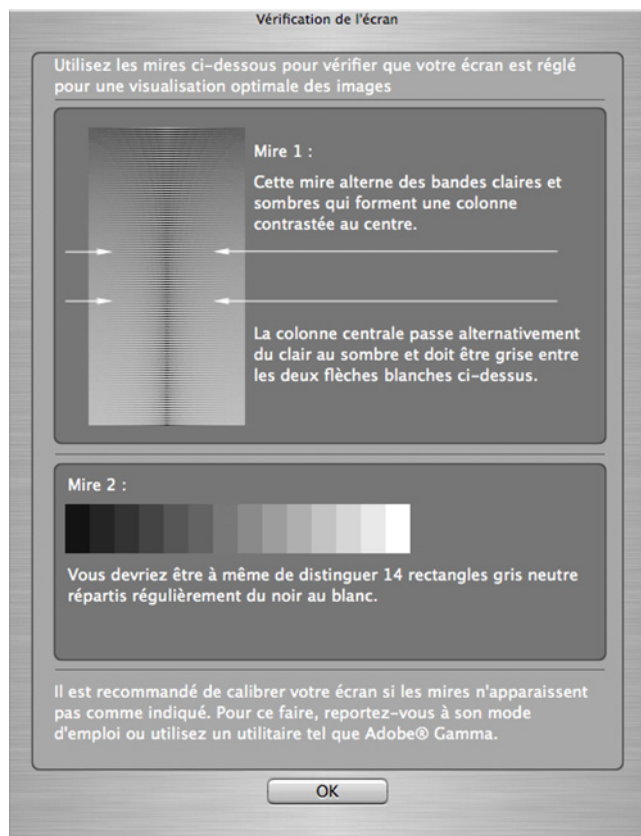 Vérification de l'écran
Utilisez les mires ci-dessous pour vérifier que votre écran est réglé
pour une visualisation optimale des images
Mire 1 :
Cette mire alterne des bandes claires et
sombres qui forment une colonne
contrastée au centre.
La colonne centrale passe alternativement
du clair au sombre et doit être grise entre
les deux flèches blanches ci-dessus.
Mire 2 :
Vous devriez être à même de distinguer 14 rectangles gris neutre
répartis régulièrement du noir au blanc.
Il est recommandé de calibrer votre écran si les mires n'apparaissent
pas comme indiqué. Pour ce faire, reportez-vous à son mode
d'emploi ou utilisez un utilitaire tel que Adobe® Gamma.
OK